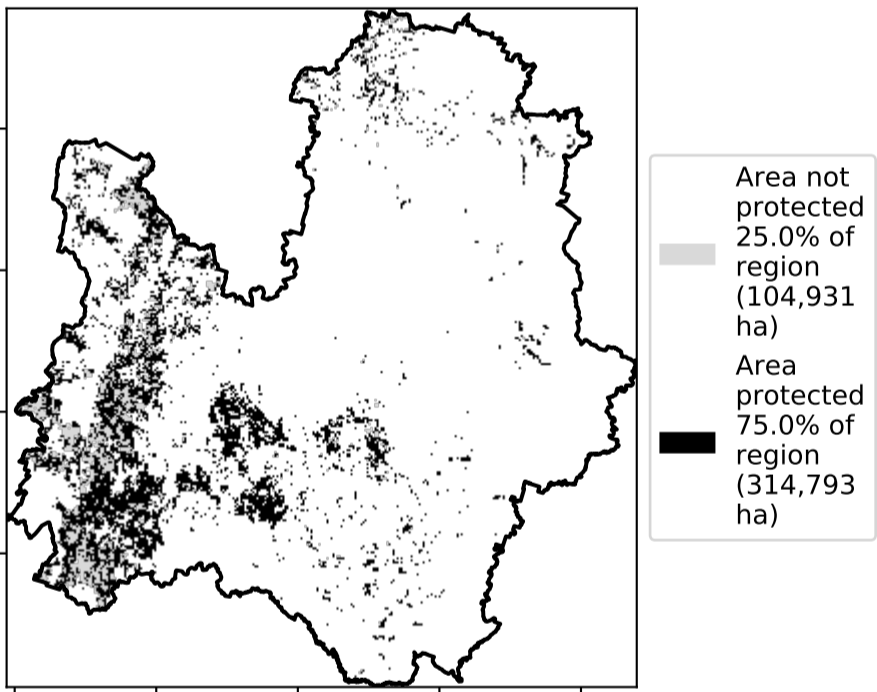 Area not
protected
25.0% of
region
(104,931
ha)
Area
protected
75.0% of
region
(314,793
ha)